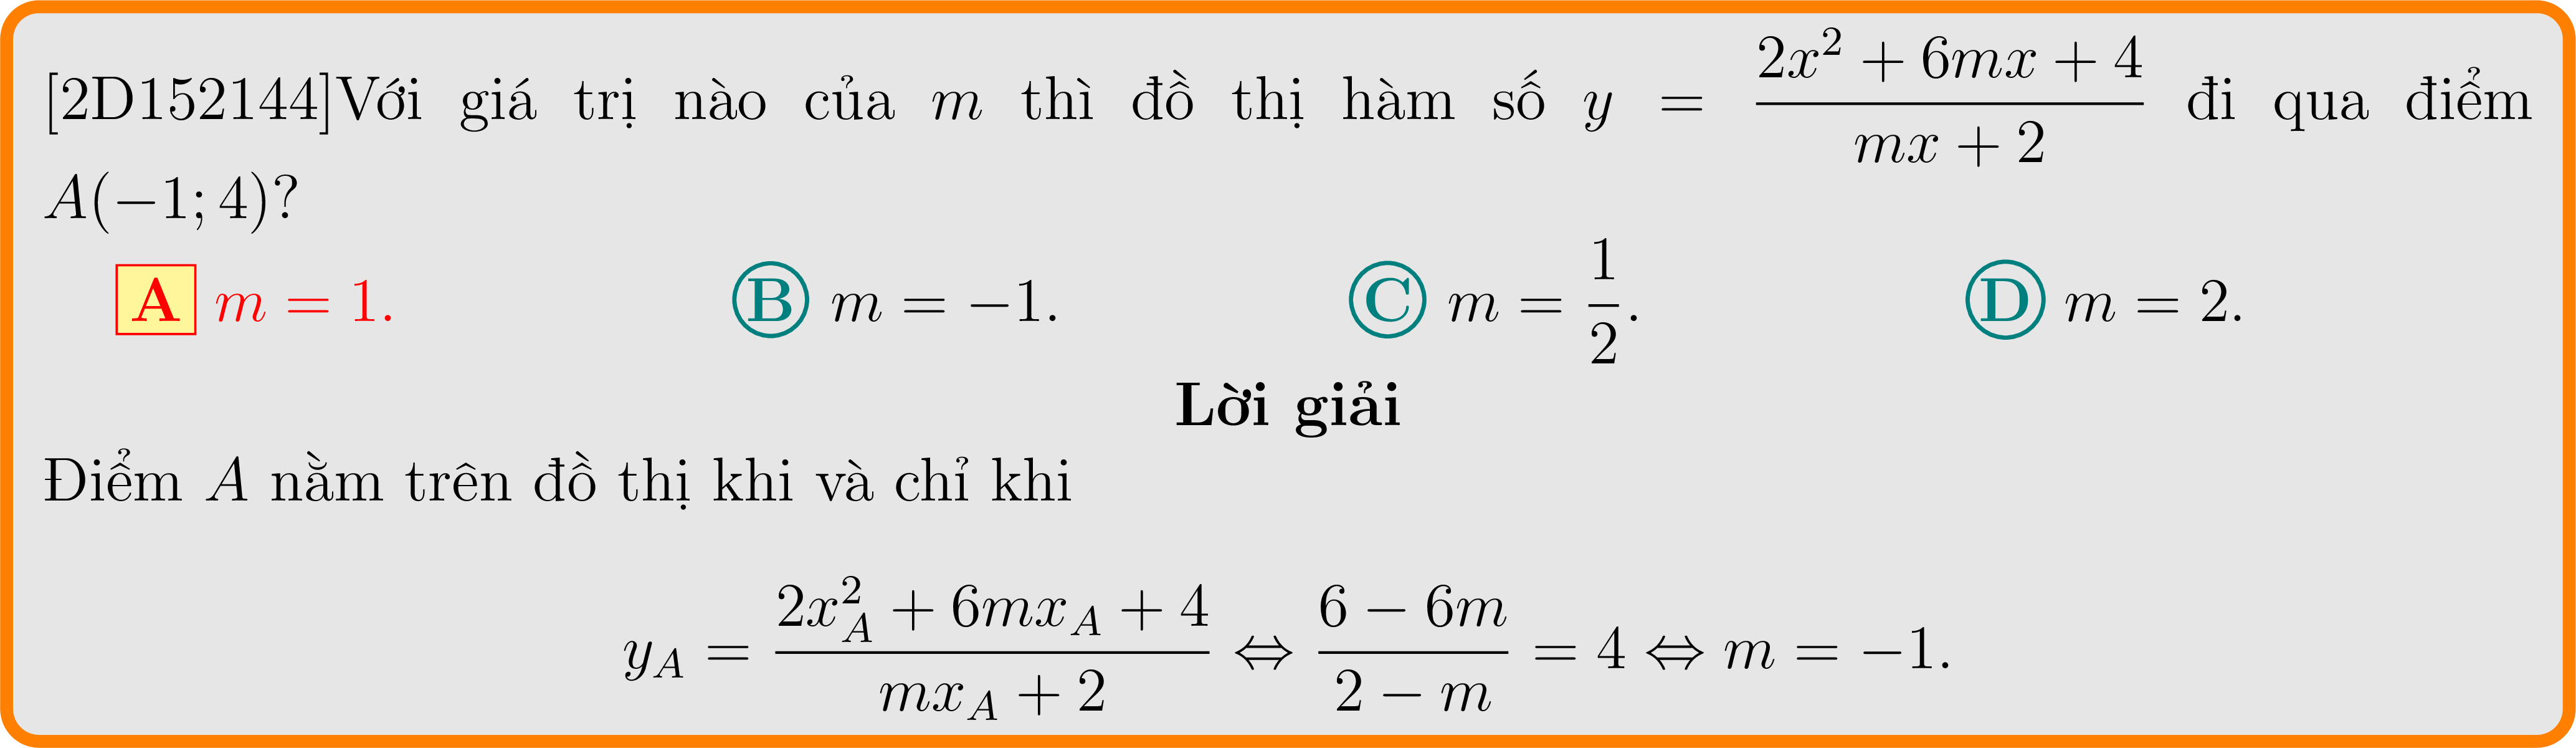 [2D152144]Với giá trị nào của m thì đồ thị hàm số y = \frac{2x^2 + 6mx + 4}{mx + 2} đi qua điểm
A(−1; 4)?
A m = 1. B m = −1. C m = \frac{1}{2}. D m = 2.
Lời giải
Điểm A nằm trên đồ thị khi và chỉ khi
y_A = \frac{2x_A^2 + 6mx_A + 4}{mx_A + 2} ⇔ \frac{6 − 6m}{2 − m} = 4 ⇔ m = −1.